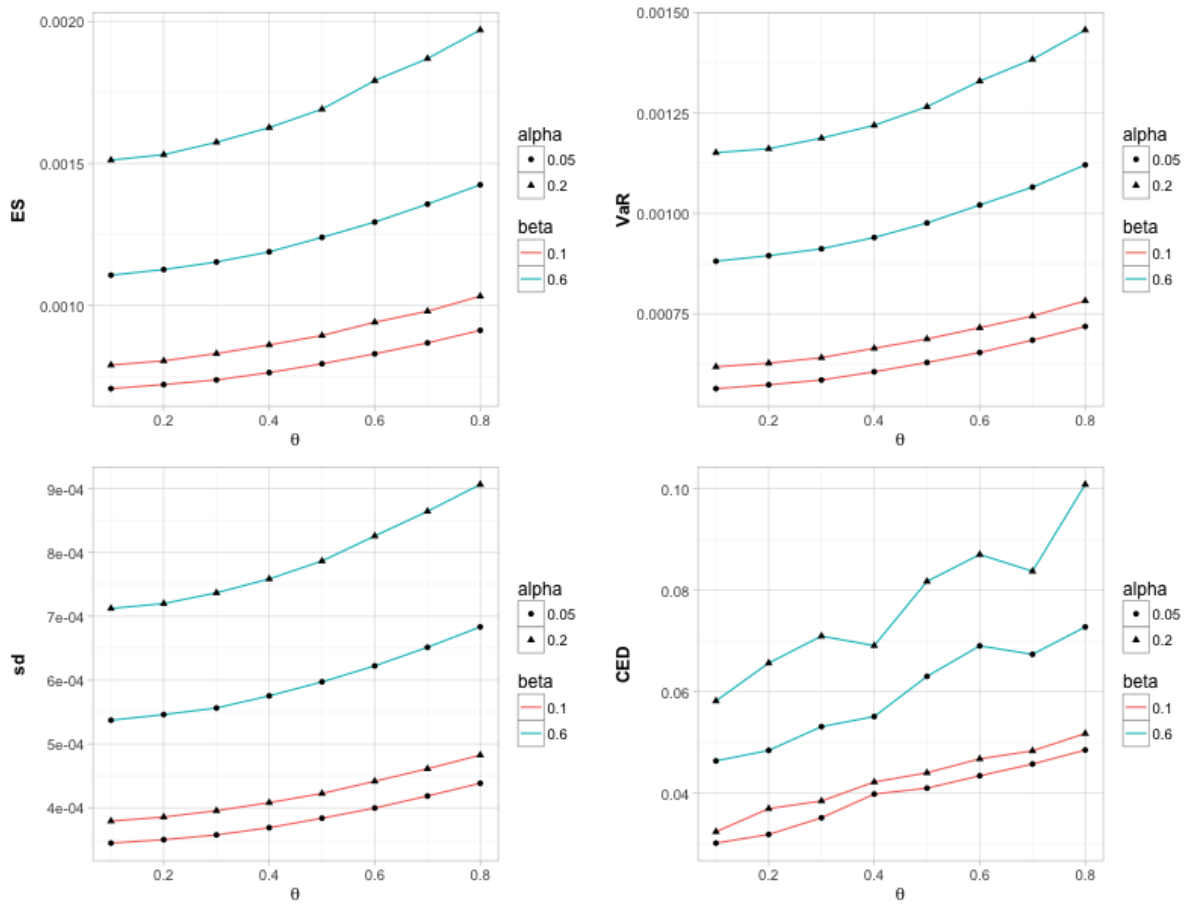 ES
0.0020
0.0015
0.0010
0.2 0.4 0.6 0.8
θ
alpha
0.05
0.2
beta
0.1
0.6
VaR
0.00150
0.00125
0.00100
0.00075
0.2 0.4 0.6 0.8
θ
alpha
0.05
0.2
beta
0.1
0.6
sd
9e-04
8e-04
7e-04
6e-04
5e-04
4e-04
0.2 0.4 0.6 0.8
θ
alpha
0.05
0.2
beta
0.1
0.6
CED
0.10
0.08
0.06
0.04
0.2 0.4 0.6 0.8
θ
alpha
0.05
0.2
beta
0.1
0.6